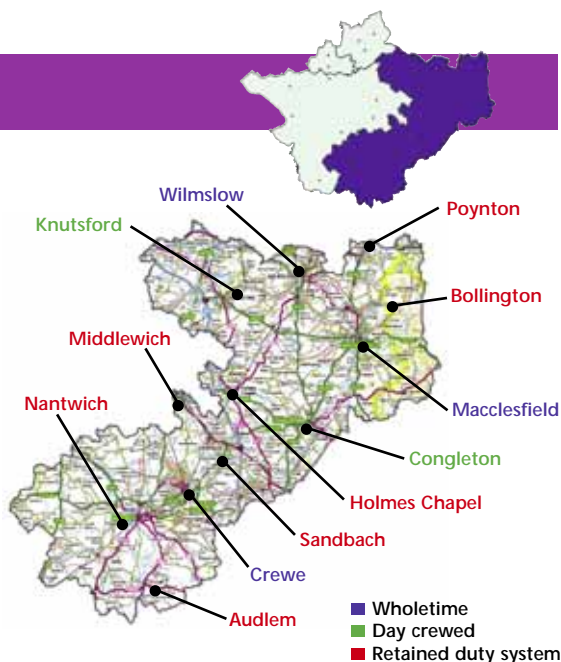 Wilmslow
Poynton
Knutsford
Bollington
Middlewich
Nantwich
Macclesfield
Congleton
Holmes Chapel
Sandbach
Crewe
Audlem
Wholetime
Day crewed
Retained duty system